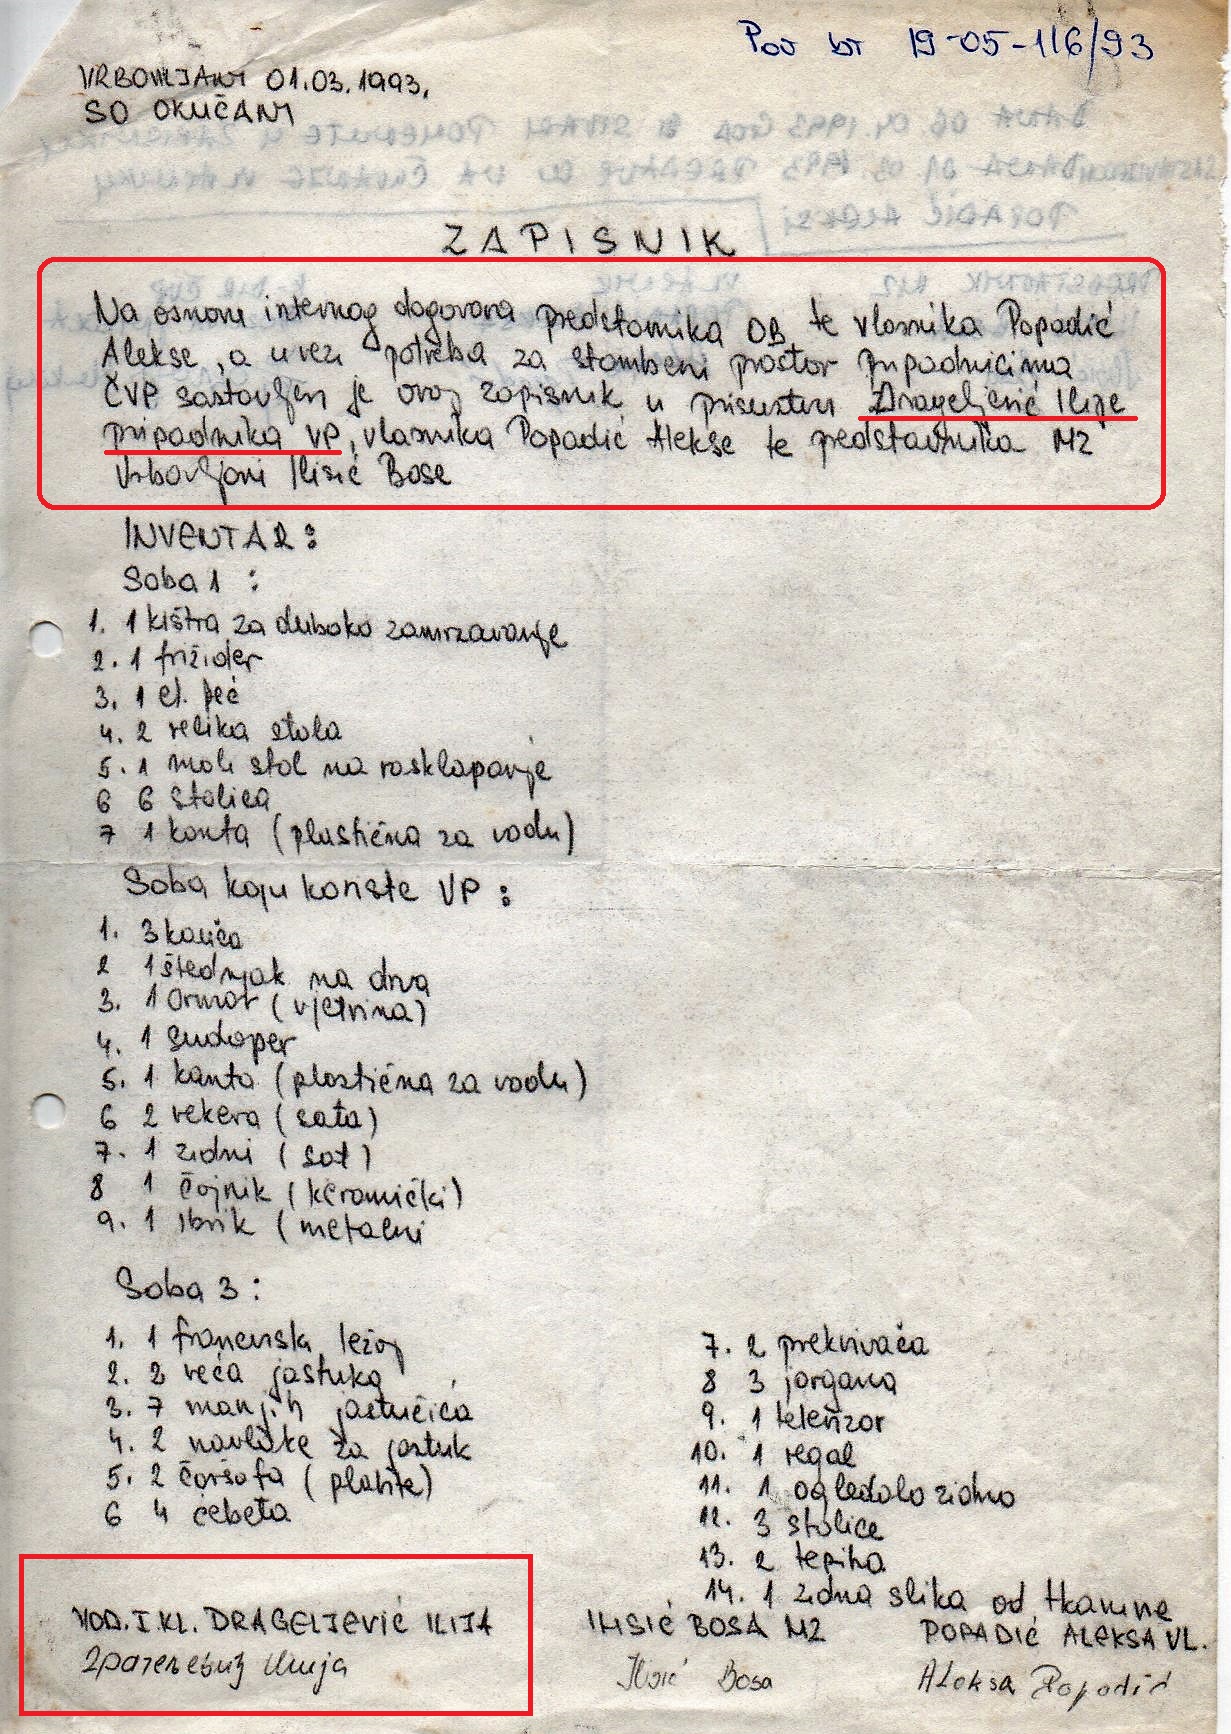 Pov br 19-05-116/93
VRBOVLJANI 01.03.1993.
SO OKUČANI
ZAPISNIK
Na osnovu internog dogovora predstavnika OB te vlasnika Popadić
Alekse, a u vezi potreba za stambeni prostor pripadnicima
ČVP sastavljen je ovaj zapisnik u prisustvu Drageljević Ilije
pripadnika VP, vlasnika Popadić Alekse te predstavnika MZ
Vrbovljani Ilisić Bose
INVENTAR:
Soba 1 :
1. 1 kištra za duboko zamrzavanje
2. 1 frižider
3. 1 el. peć
4. 2 velika stola
5. 1 mali stol na rasklapanje
6 6 stolica
7 1 kanta (plastična za vodu)
Soba koju koriste VP :
1. 3 kauča
2 1 štednjak na drva
3. 1 Ormar (vjetrina)
4. 1 sudoper
5. 1 kanta (plastična za vodu)
6 2 vekera (sata)
7. 1 zidni (sat)
8 1 čajnik (keramički)
9. 1 ibrik (metalni
Soba 3 :
1. 1 francusk ležaj
2. 2 veća jastuka
3. 7 manjih jastučića
4. 2 navlake za jastuk
5. 2 čaršafa (plahte)
6 4 ćebeta
7. 2 prekrivača
8 3 jorgana
9. 1 televizor
10. 1 regal
11. 1 ogledalo zidno
12. 3 stolice
13. 2 tepiha
14. 1 zidna slika od tkanine
VOD. I. KL. DRAGELJEVIĆ ILIJA
Драгељевић Илија
ILISIĆ BOSA MZ
Ilisić Bosa
POPADIĆ ALEKSA VL.
Aleksa Popadić